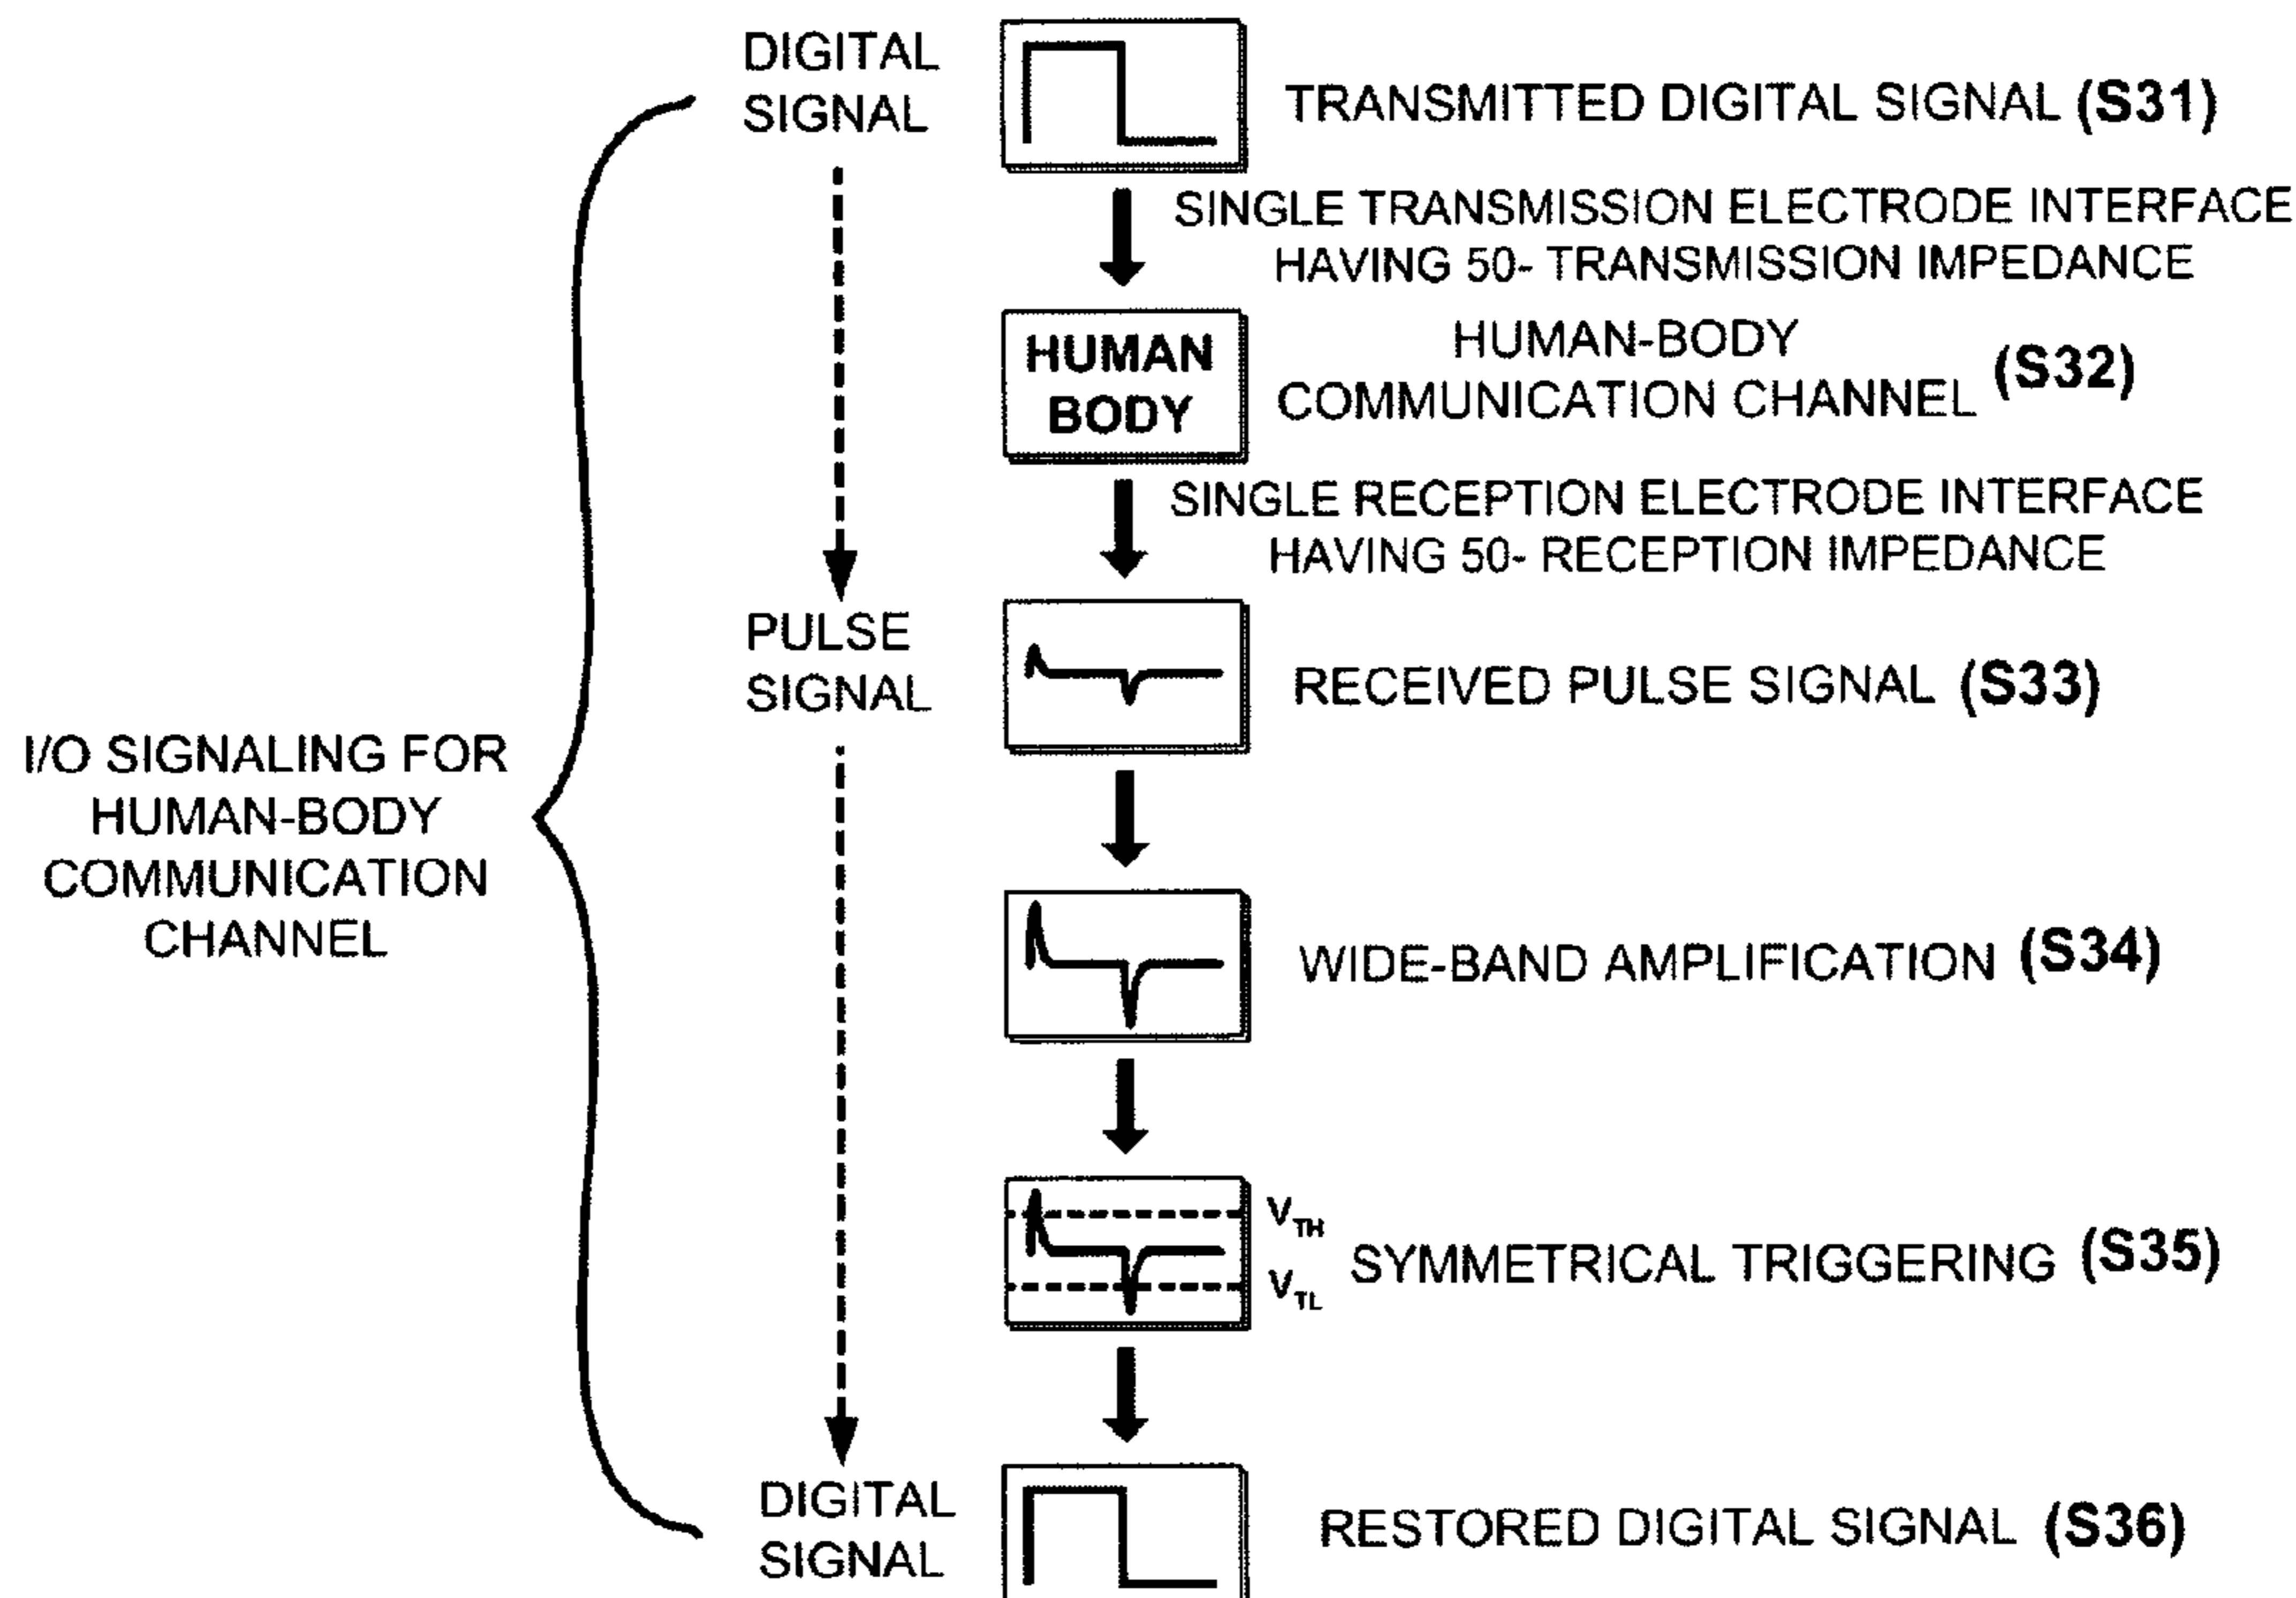 DIGITAL
SIGNAL
TRANSMITTED DIGITAL SIGNAL (S31)
SINGLE TRANSMISSION ELECTRODE INTERFACE
HAVING 50- TRANSMISSION IMPEDANCE
HUMAN
BODY
HUMAN-BODY
COMMUNICATION CHANNEL (S32)
SINGLE RECEPTION ELECTRODE INTERFACE
HAVING 50- RECEPTION IMPEDANCE
PULSE
SIGNAL
RECEIVED PULSE SIGNAL (S33)
I/O SIGNALING FOR
HUMAN-BODY
COMMUNICATION
CHANNEL
WIDE-BAND AMPLIFICATION (S34)
VTH
SYMMETRICAL TRIGGERING (S35)
VTL
DIGITAL
SIGNAL
RESTORED DIGITAL SIGNAL (S36)